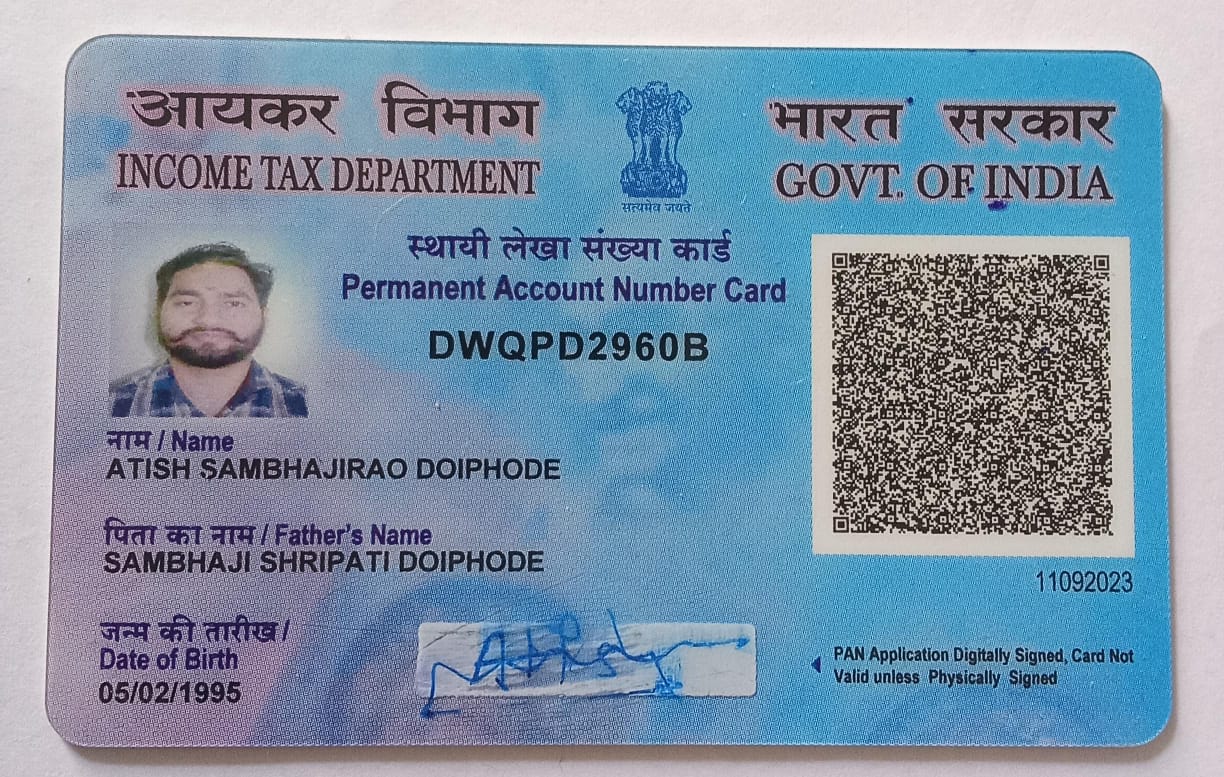 आयकर विभाग
INCOME TAX DEPARTMENT
सत्यमेव जयते
भारत सरकार
GOVT. OF INDIA
स्थायी लेखा संख्या कार्ड
Permanent Account Number Card
DWQPD2960B
नाम / Name
ATISH SAMBHAJIRAO DOIPHODE
पिता का नाम / Father's Name
SAMBHAJI SHRIPATI DOIPHODE
11092023
जन्म की तारीख /
Date of Birth
05/02/1995
Atish
PAN Application Digitally Signed, Card Not
Valid unless Physically Signed